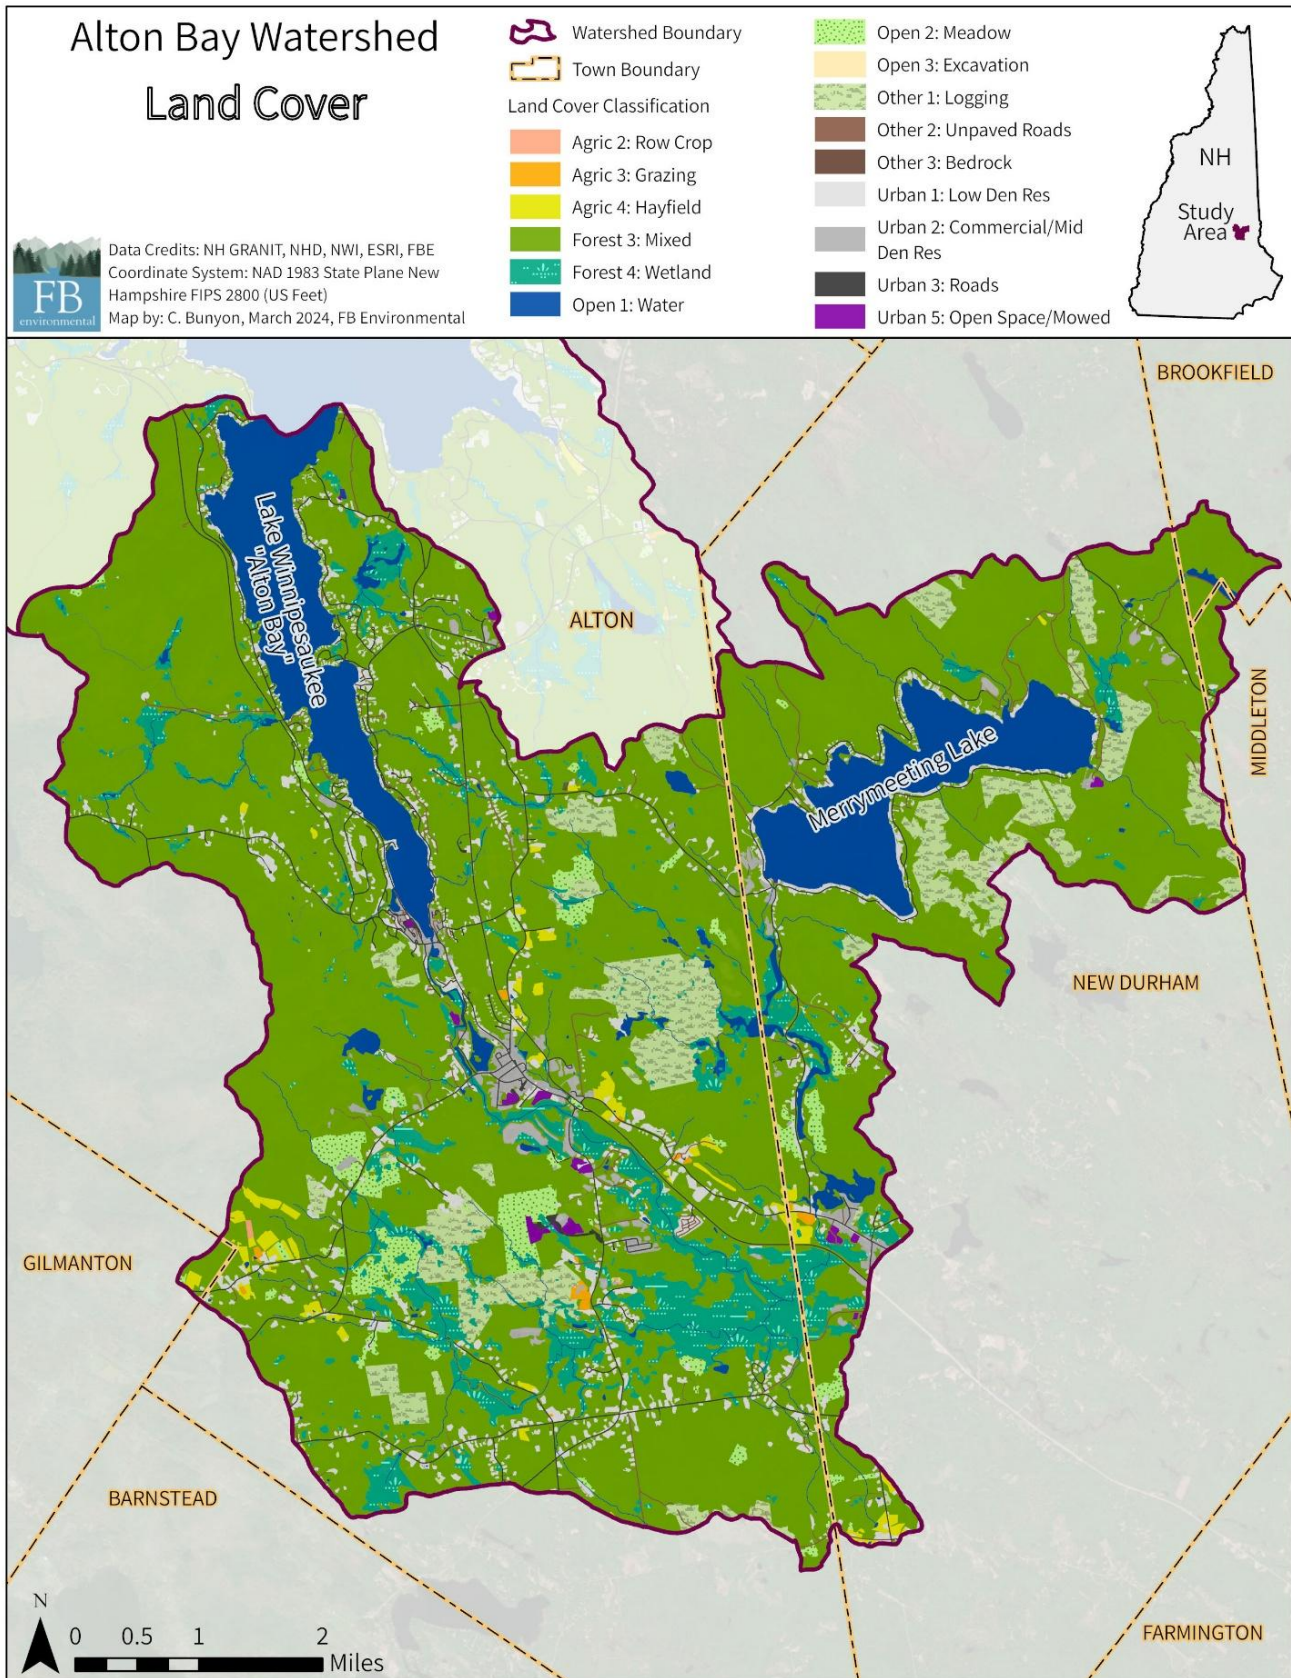 Alton Bay Watershed
Land Cover
FB
environmental
Data Credits: NH GRANIT, NHD, NWI, ESRI, FBE
Coordinate System: NAD 1983 State Plane New
Hampshire FIPS 2800 (US Feet)
Map by: C. Bunyon, March 2024, FB Environmental
Watershed Boundary
Town Boundary
Land Cover Classification
Agric 2: Row Crop
Agric 3: Grazing
Agric 4: Hayfield
Forest 3: Mixed
Forest 4: Wetland
Open 1: Water
Open 2: Meadow
Open 3: Excavation
Other 1: Logging
Other 2: Unpaved Roads
Other 3: Bedrock
Urban 1: Low Den Res
Urban 2: Commercial/Mid
Den Res
Urban 3: Roads
Urban 5: Open Space/Mowed
NH
Study
Area
BROOKFIELD
Lake Winnipesaukee
"Alton Bay"
ALTON
MIDDLETON
Merrymeeting Lake
NEW DURHAM
GILMANTON
BARNSTEAD
FARMINGTON
N
0 0.5 1 2
Miles